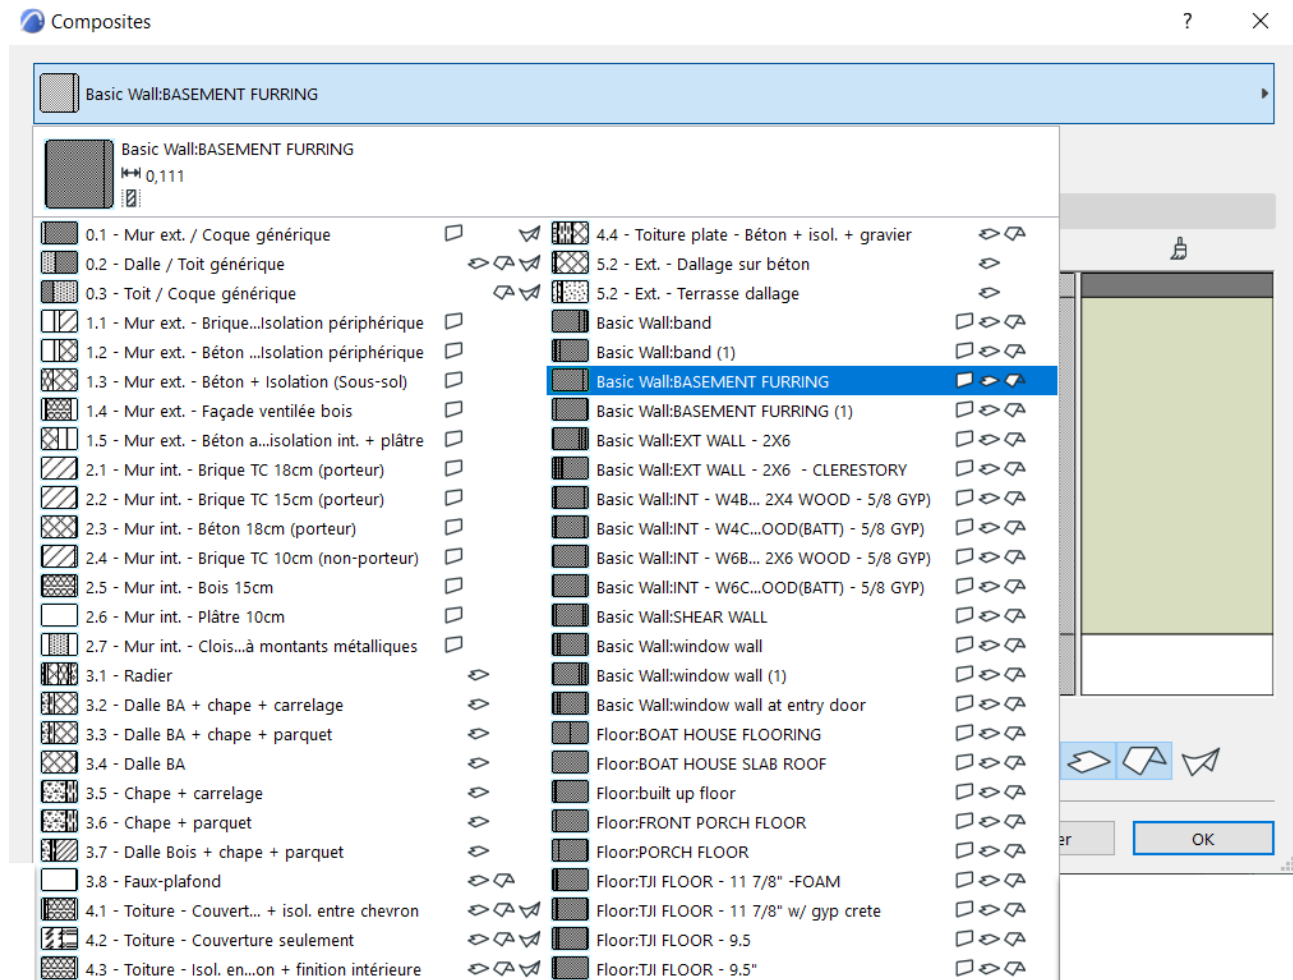 Composites
?
Basic Wall:BASEMENT FURRING
Basic Wall:BASEMENT FURRING
0,111
0.1 - Mur ext. / Coque générique
0.2 - Dalle / Toit générique
0.3 - Toit / Coque générique
1.1 - Mur ext. - Brique...Isolation périphérique
1.2 - Mur ext. - Béton ...Isolation périphérique
1.3 - Mur ext. - Béton + Isolation (Sous-sol)
1.4 - Mur ext. - Façade ventilée bois
1.5 - Mur ext. - Béton a...isolation int. + plâtre
2.1 - Mur int. - Brique TC 18cm (porteur)
2.2 - Mur int. - Brique TC 15cm (porteur)
2.3 - Mur int. - Béton 18cm (porteur)
2.4 - Mur int. - Brique TC 10cm (non-porteur)
2.5 - Mur int. - Bois 15cm
2.6 - Mur int. - Plâtre 10cm
2.7 - Mur int. - Clois...à montants métalliques
3.1 - Radier
3.2 - Dalle BA + chape + carrelage
3.3 - Dalle BA + chape + parquet
3.4 - Dalle BA
3.5 - Chape + carrelage
3.6 - Chape + parquet
3.7 - Dalle Bois + chape + parquet
3.8 - Faux-plafond
4.1 - Toiture - Couvert... + isol. entre chevron
4.2 - Toiture - Couverture seulement
4.3 - Toiture - Isol. en...on + finition intérieure
4.4 - Toiture plate - Béton + isol. + gravier
5.2 - Ext. - Dallage sur béton
5.2 - Ext. - Terrasse dallage
Basic Wall:band
Basic Wall:band (1)
Basic Wall:BASEMENT FURRING
Basic Wall:BASEMENT FURRING (1)
Basic Wall:EXT WALL - 2X6
Basic Wall:EXT WALL - 2X6  - CLERESTORY
Basic Wall:INT - W4B... 2X4 WOOD - 5/8 GYP)
Basic Wall:INT - W4C...OOD(BATT) - 5/8 GYP)
Basic Wall:INT - W6B... 2X6 WOOD - 5/8 GYP)
Basic Wall:INT - W6C...OOD(BATT) - 5/8 GYP)
Basic Wall:SHEAR WALL
Basic Wall:window wall
Basic Wall:window wall (1)
Basic Wall:window wall at entry door
Floor:BOAT HOUSE FLOORING
Floor:BOAT HOUSE SLAB ROOF
Floor:built up floor
Floor:FRONT PORCH FLOOR
Floor:PORCH FLOOR
Floor:TJI FLOOR - 11 7/8" -FOAM
Floor:TJI FLOOR - 11 7/8" w/ gyp crete
Floor:TJI FLOOR - 9.5
Floor:TJI FLOOR - 9.5"
er
OK